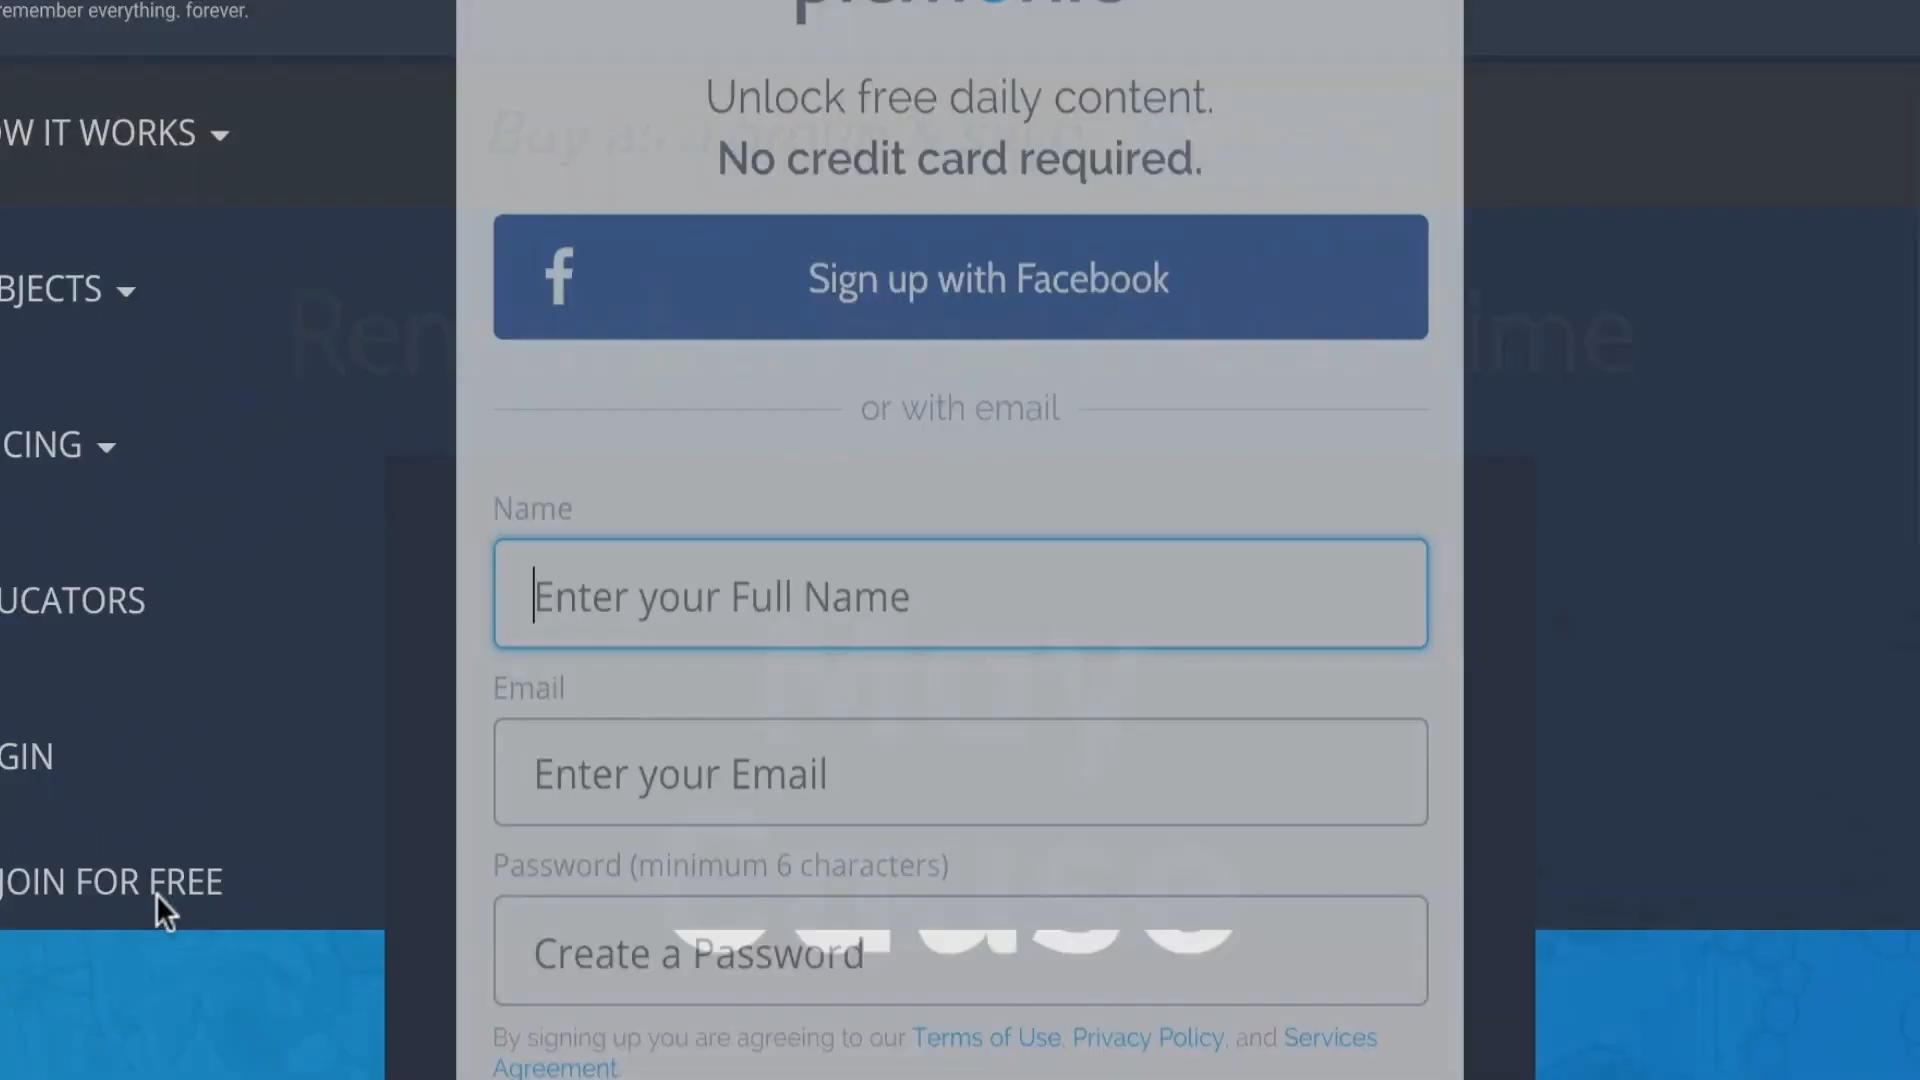 remember everything. forever.
OW IT WORKS
Unlock free daily content.
No credit card required.
Sign up with Facebook
BJECTS
Ren
ime
or with email
CING
Name
Enter your Full Name
UCATORS
Email
Enter your Email
GIN
Password (minimum 6 characters)
JOIN FOR FREE
Create a Password
By signing up you are agreeing to our Terms of Use, Privacy Policy, and Services
Agreement